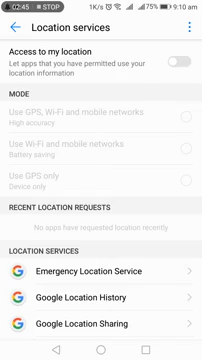 02:45 STOP 1K/s 75% 9:10 am
Location services
Access to my location
Let apps that you have permitted use your
location information
MODE
Use GPS, Wi-Fi and mobile networks
High accuracy
Use Wi-Fi and mobile networks
Battery saving
Use GPS only
Device only
RECENT LOCATION REQUESTS
No apps have requested location recently
LOCATION SERVICES
Emergency Location Service
Google Location History
Google Location Sharing